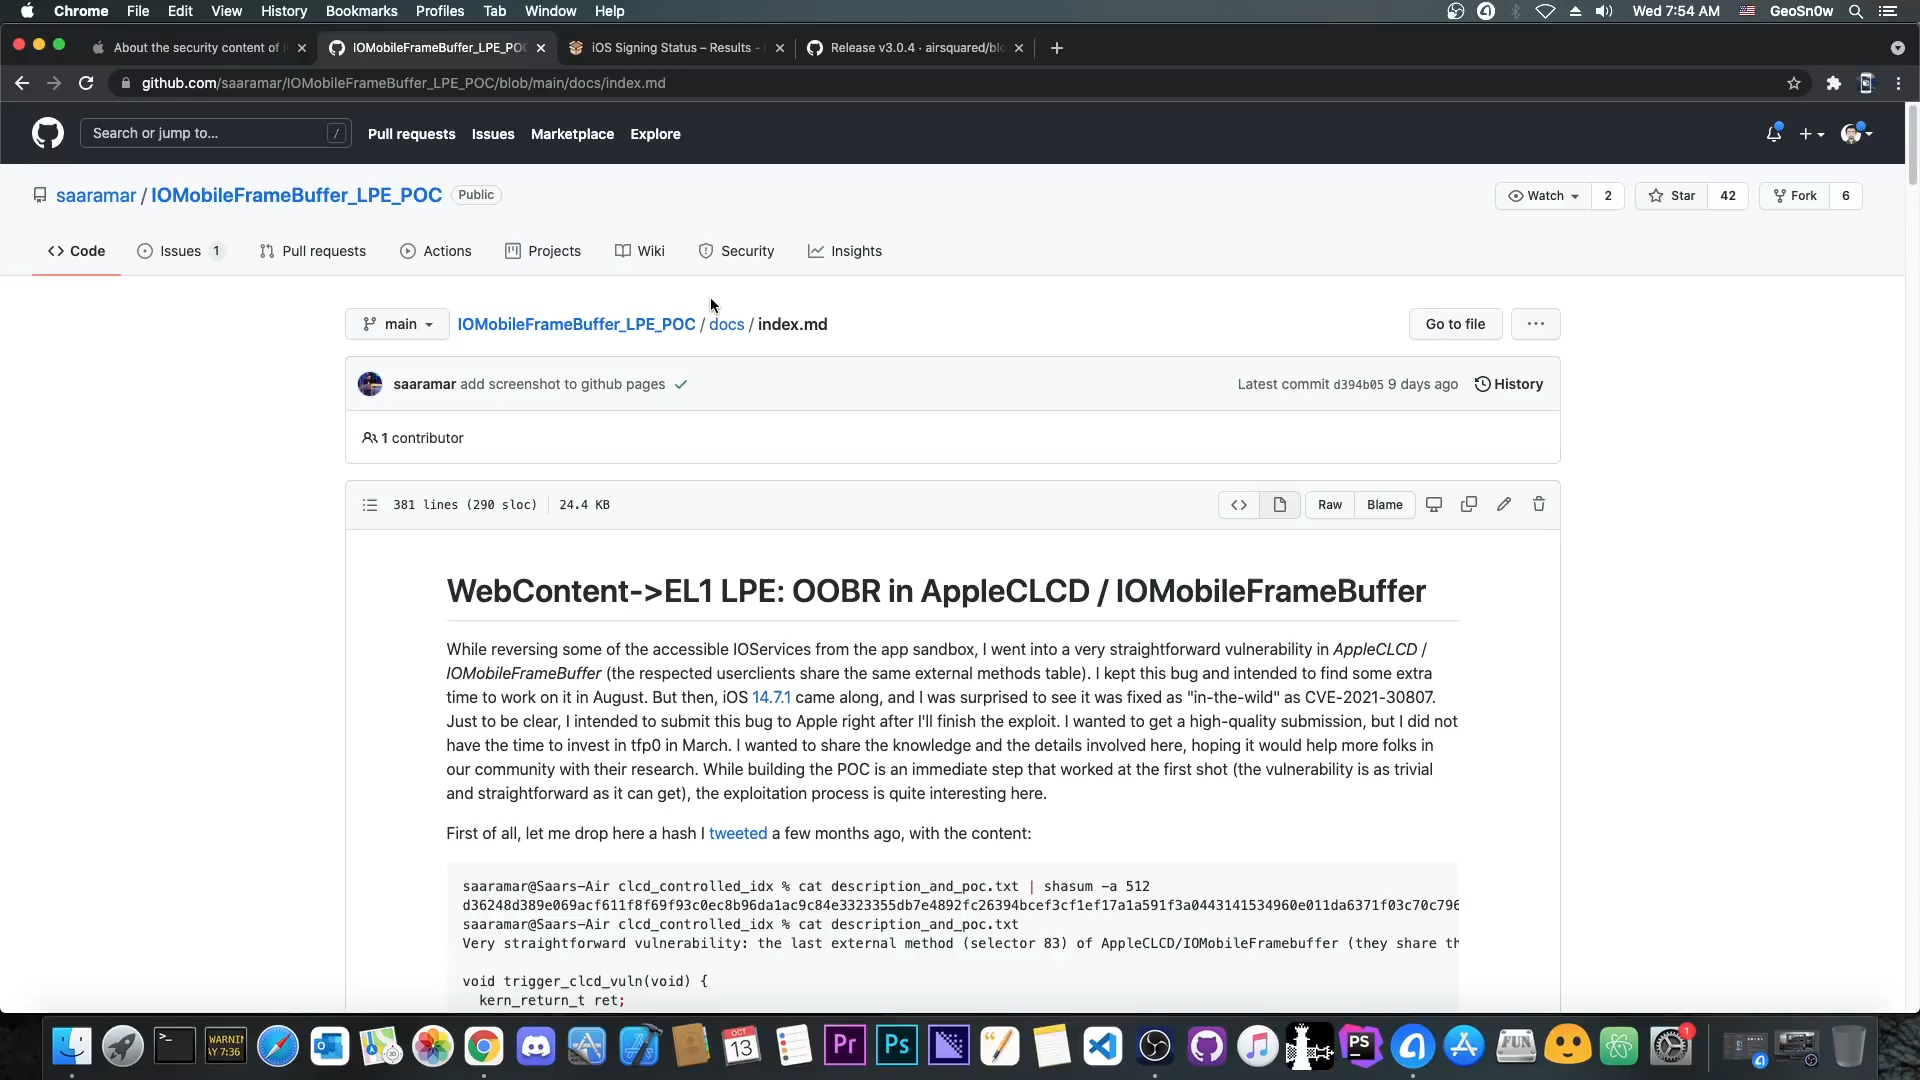 Chrome File Edit View History Bookmarks Profiles Tab Window Help Wed 7:54 AM GeoSn0w
About the security content of i
IOMobileFrameBuffer_LPE_POC
iOS Signing Status – Results -
Release v3.0.4 · airsquared/blo
github.com/saaramar/IOMobileFrameBuffer_LPE_POC/blob/main/docs/index.md
Search or jump to... / Pull requests Issues Marketplace Explore
saaramar / IOMobileFrameBuffer_LPE_POC Public Watch 2 Star 42 Fork 6
Code Issues 1 Pull requests Actions Projects Wiki Security Insights
main IOMobileFrameBuffer_LPE_POC / docs / index.md Go to file ...
saaramar add screenshot to github pages Latest commit d394b05 9 days ago History
1 contributor
381 lines (290 sloc) 24.4 KB <> Raw Blame
WebContent->EL1 LPE: OOBR in AppleCLCD / IOMobileFrameBuffer
While reversing some of the accessible IOServices from the app sandbox, I went into a very straightforward vulnerability in AppleCLCD /
IOMobileFrameBuffer (the respected userclients share the same external methods table). I kept this bug and intended to find some extra
time to work on it in August. But then, iOS 14.7.1 came along, and I was surprised to see it was fixed as "in-the-wild" as CVE-2021-30807.
Just to be clear, I intended to submit this bug to Apple right after I'll finish the exploit. I wanted to get a high-quality submission, but I did not
have the time to invest in tfp0 in March. I wanted to share the knowledge and the details involved here, hoping it would help more folks in
our community with their research. While building the POC is an immediate step that worked at the first shot (the vulnerability is as trivial
and straightforward as it can get), the exploitation process is quite interesting here.
First of all, let me drop here a hash I tweeted a few months ago, with the content:
saaramar@Saars-Air clcd_controlled_idx % cat description_and_poc.txt | shasum -a 512
d36248d389e069acf611f8f69f93c0ec8b96da1ac9c84e3323355db7e4892fc26394bcef3cf1ef17a1a591f3a0443141534960e011da6371f03c70c796
saaramar@Saars-Air clcd_controlled_idx % cat description_and_poc.txt
Very straightforward vulnerability: the last external method (selector 83) of AppleCLCD/IOMobileFramebuffer (they share th
void trigger_clcd_vuln(void) {
kern_return_t ret;
WARNIN
AY 7:36
OCT
13
Pr
Ps
PS
FUN
1